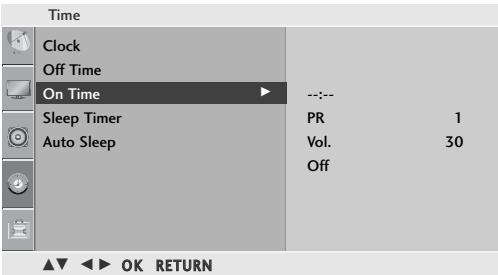 Time
Clock
Off Time
On Time ► --:--
Sleep Timer PR 1
Auto Sleep Vol. 30
Off
▲▼ ◄► OK RETURN